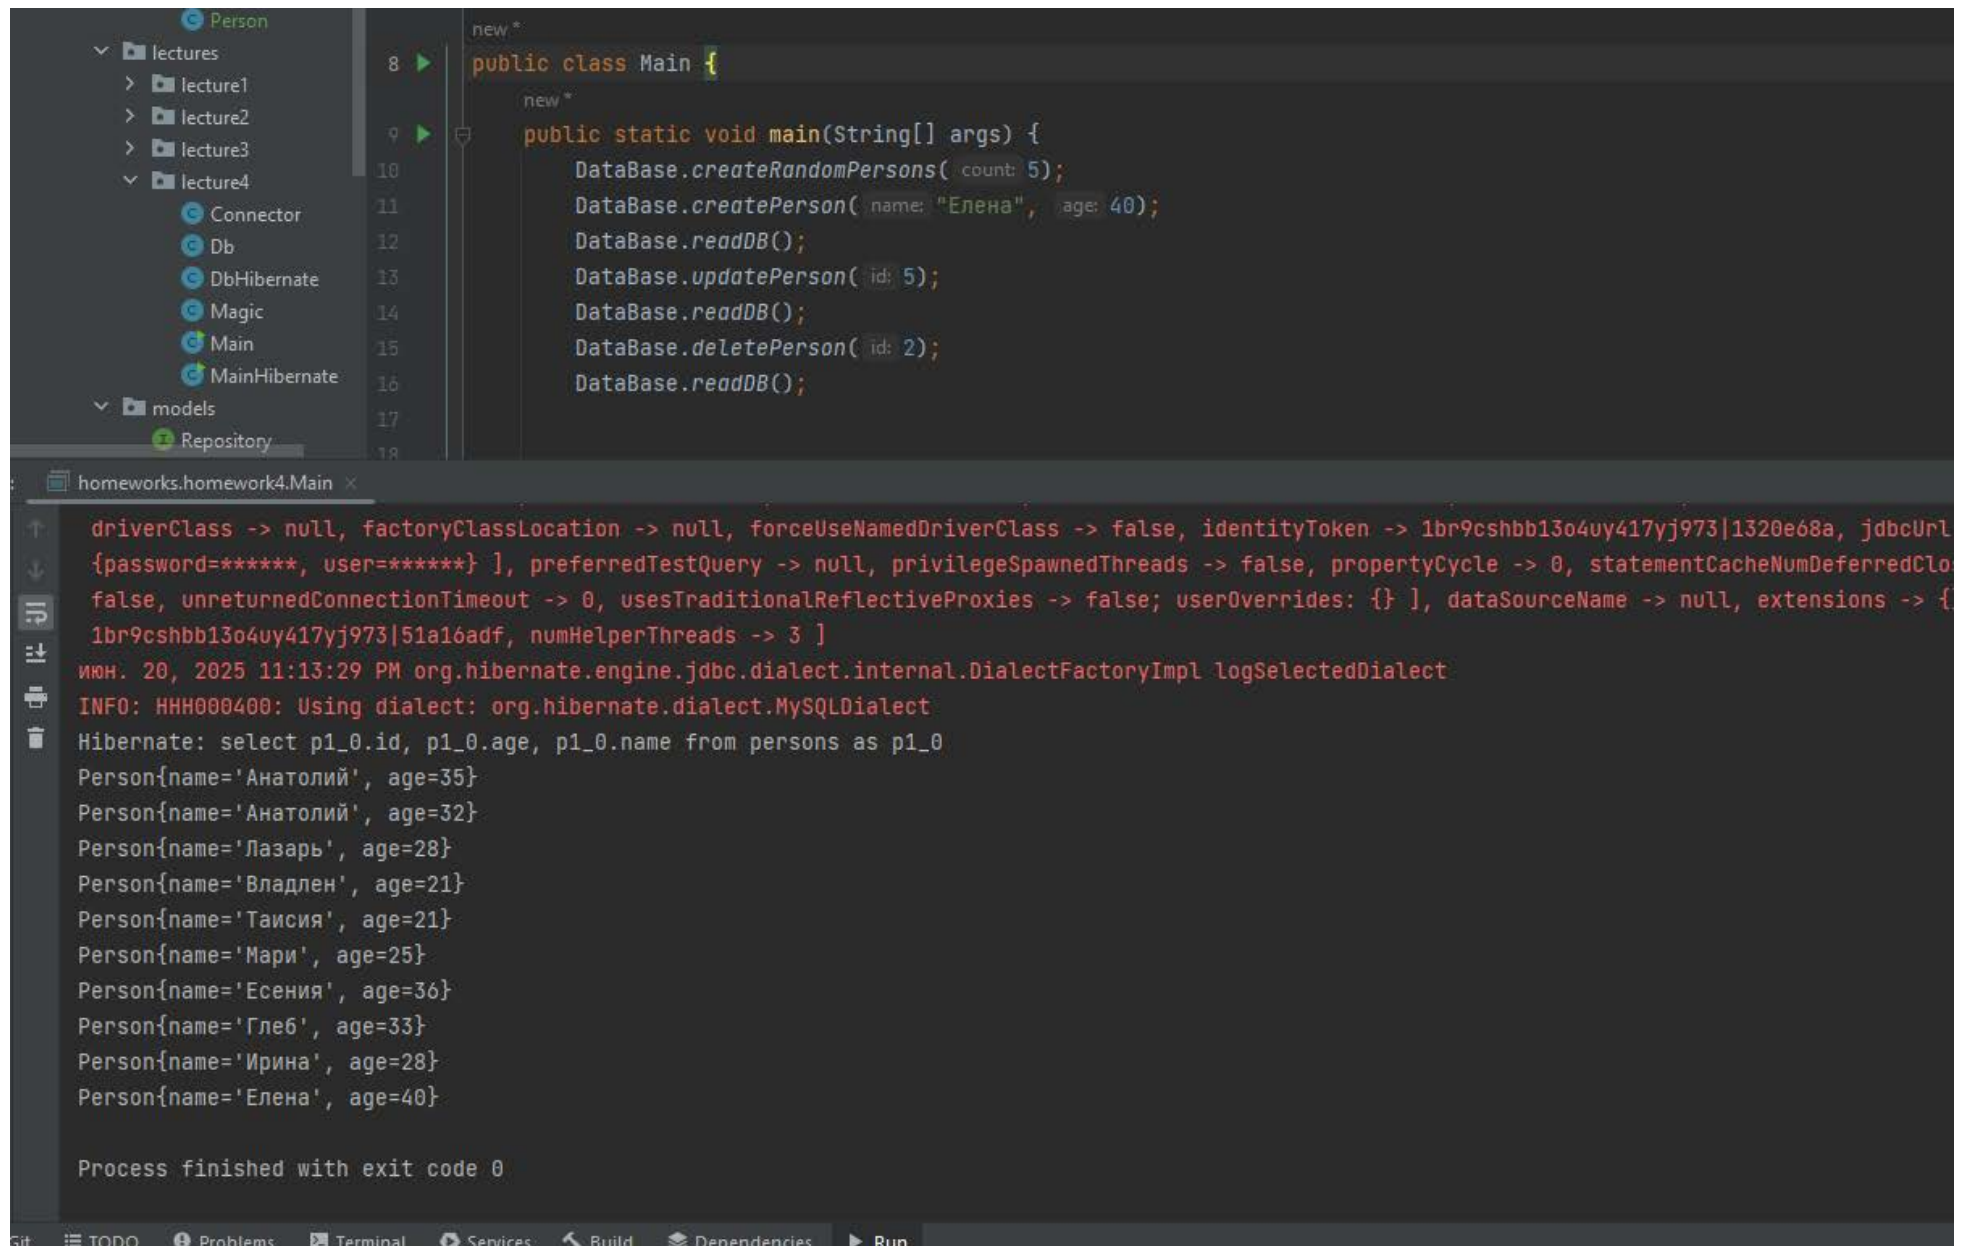 Person
lectures
lecture1
lecture2
lecture3
lecture4
Connector
Db
DbHibernate
Magic
Main
MainHibernate
models
Repository
new *
8 public class Main {
new *
9 public static void main(String[] args) {
10 DataBase.createRandomPersons( count: 5);
11 DataBase.createPerson( name: "Елена", age: 40);
12 DataBase.readDB();
13 DataBase.updatePerson( id: 5);
14 DataBase.readDB();
15 DataBase.deletePerson( id: 2);
16 DataBase.readDB();
17
18
homeworks.homework4.Main
driverClass -> null, factoryClassLocation -> null, forceUseNamedDriverClass -> false, identityToken -> 1br9cshbb13o4uy417yj973|1320e68a, jdbcUrl
{password=******, user=******} ], preferredTestQuery -> null, privilegeSpawnedThreads -> false, propertyCycle -> 0, statementCacheNumDeferredClo
false, unreturnedConnectionTimeout -> 0, usesTraditionalReflectiveProxies -> false; userOverrides: {} ], dataSourceName -> null, extensions -> {
1br9cshbb13o4uy417yj973|51a16adf, numHelperThreads -> 3 ]
июн. 20, 2025 11:13:29 PM org.hibernate.engine.jdbc.dialect.internal.DialectFactoryImpl logSelectedDialect
INFO: HHH000400: Using dialect: org.hibernate.dialect.MySQLDialect
Hibernate: select p1_0.id, p1_0.age, p1_0.name from persons as p1_0
Person{name='Анатолий', age=35}
Person{name='Анатолий', age=32}
Person{name='Лазарь', age=28}
Person{name='Владлен', age=21}
Person{name='Таисия', age=21}
Person{name='Мари', age=25}
Person{name='Есения', age=36}
Person{name='Глеб', age=33}
Person{name='Ирина', age=28}
Person{name='Елена', age=40}
Process finished with exit code 0
Git TODO Problems Terminal Services Build Dependencies Run